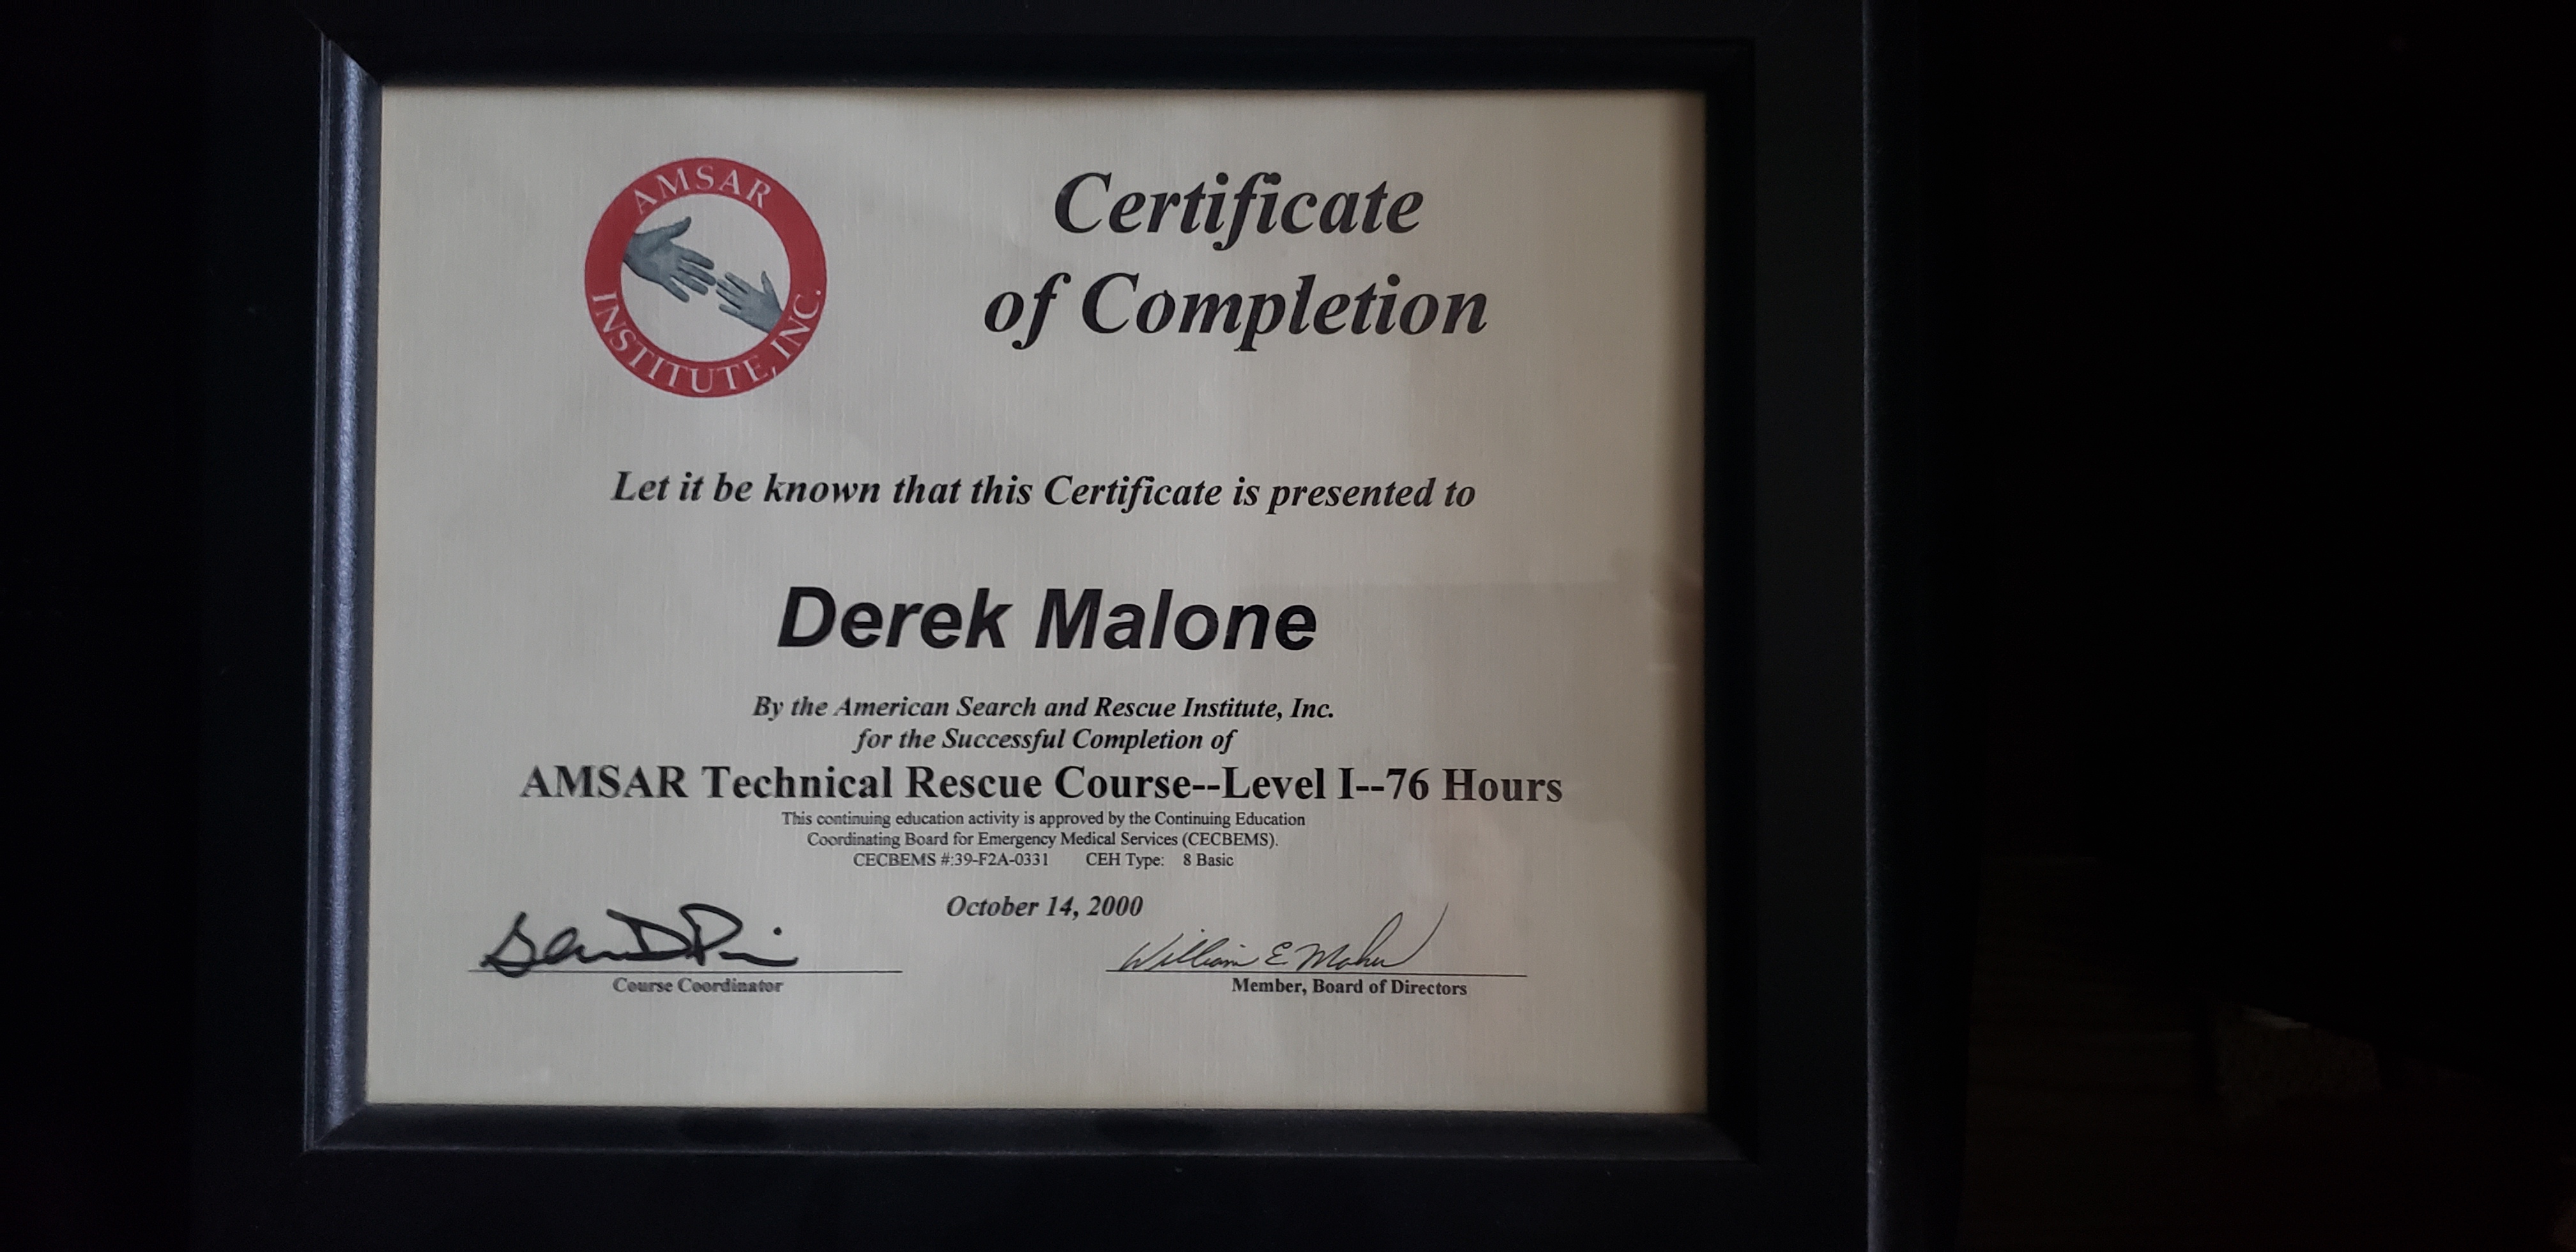 AMSAR
INSTITUTE, INC.
Certificate
of Completion
Let it be known that this Certificate is presented to
Derek Malone
By the American Search and Rescue Institute, Inc.
for the Successful Completion of
AMSAR Technical Rescue Course--Level I--76 Hours
This continuing education activity is approved by the Continuing Education
Coordinating Board for Emergency Medical Services (CECBEMS).
CECBEMS #:39-F2A-0331 CEH Type: 8 Basic
October 14, 2000
William E.
Course Coordinator
Member, Board of Directors